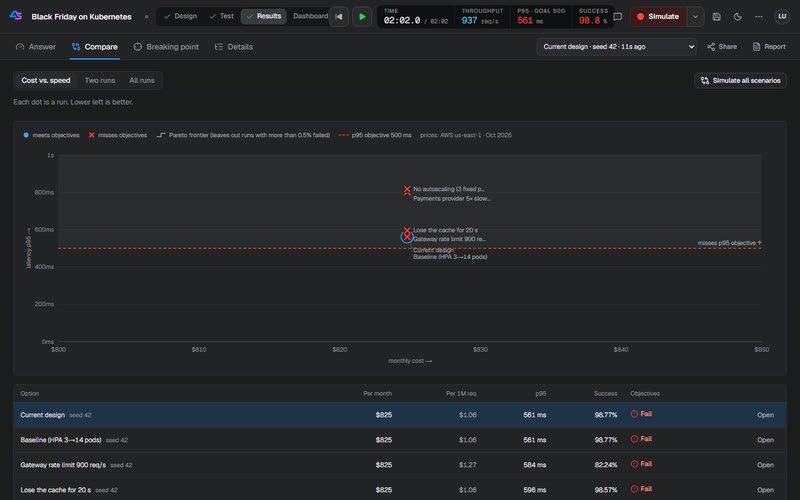 Black Friday on Kubernetes
Design
Test
Results
Dashboard
TIME
02:02.0 / 02:02
THROUGHPUT
937 req/s
P95 · GOAL 500
561 ms
SUCCESS
98.8 %
Simulate
LU
Answer
Compare
Breaking point
Details
Current design · seed 42 · 11s ago
Share
Report
Cost vs. speed
Two runs
All runs
Simulate all scenarios
Each dot is a run. Lower left is better.
meets objectives
misses objectives
Pareto frontier (leaves out runs with more than 0.5% failed)
p95 objective 500 ms
prices: AWS us-east-1 · Oct 2026
1s
800ms
600ms
400ms
200ms
0ms
latency p95 →
No autoscaling (3 fixed p...
Payments provider 5× slow...
Lose the cache for 20 s
Gateway rate limit 900 re...
Current design
Baseline (HPA 3→14 pods)
misses p95 objective ↑
$800
$810
$820
$830
$840
$850
monthly cost →
Option Per month Per 1M req p95 Success Objectives
Current design seed 42 $825 $1.06 561 ms 98.77% Fail Open
Baseline (HPA 3→14 pods) seed 42 $825 $1.06 561 ms 98.77% Fail Open
Gateway rate limit 900 req/s seed 42 $825 $1.27 584 ms 82.24% Fail Open
Lose the cache for 20 s seed 42 $825 $1.06 596 ms 98.57% Fail Open